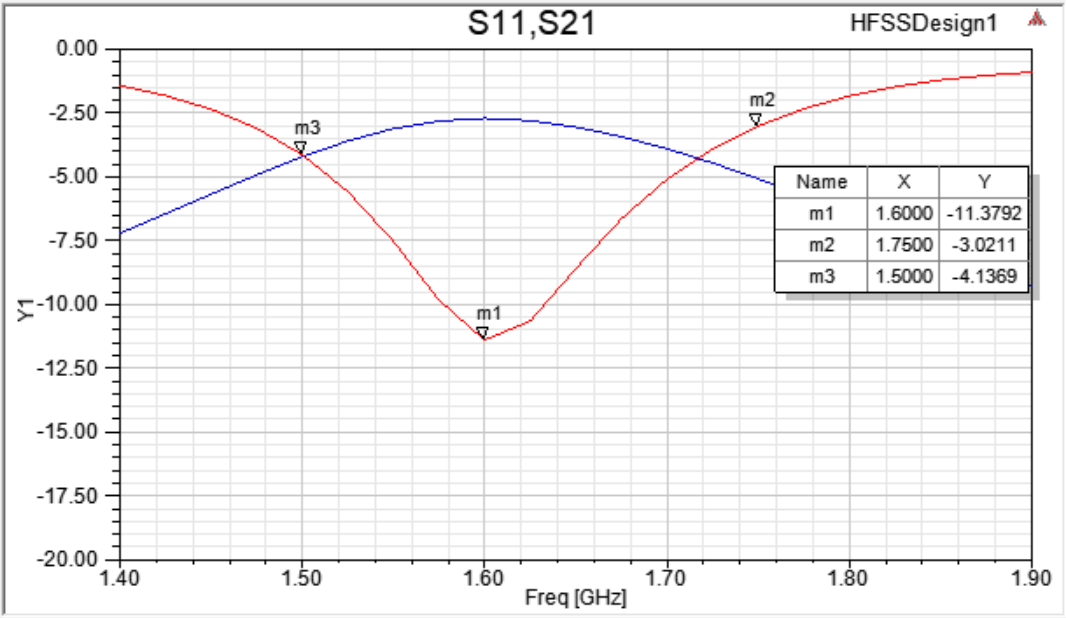 S11,S21
HFSSDesign1
0.00
-2.50
-5.00
-7.50
-10.00
-12.50
-15.00
-17.50
-20.00
Y1
m3
m2
m1
Name X Y
m1 1.6000 -11.3792
m2 1.7500 -3.0211
m3 1.5000 -4.1369
1.40 1.50 1.60 1.70 1.80 1.90
Freq [GHz]